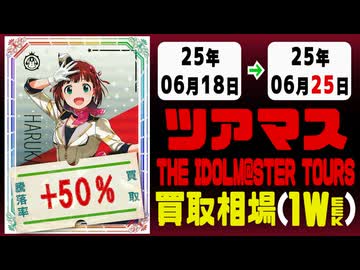 25年
06月18日
25年
06月25日
HARUKA
買取
+50%
騰落率
ツアマス
THE IDOLM@STER TOURS
買取相場(1WEEK)